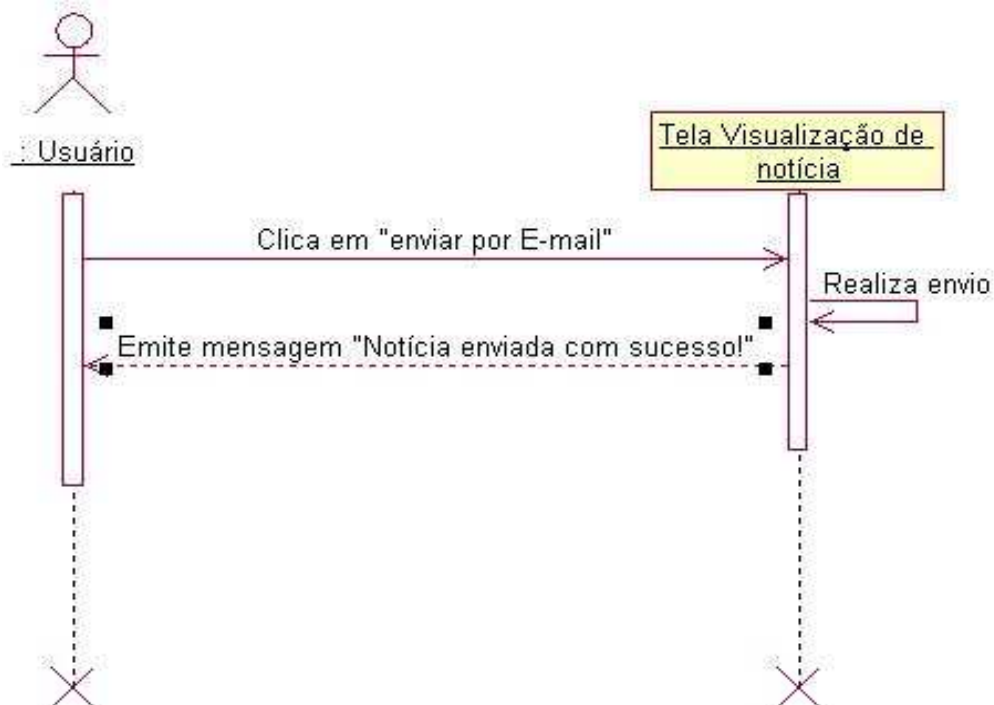 : Usuário
Tela Visualização de
notícia
Clica em "enviar por E-mail"
Realiza envio
Emite mensagem "Notícia enviada com sucesso!"